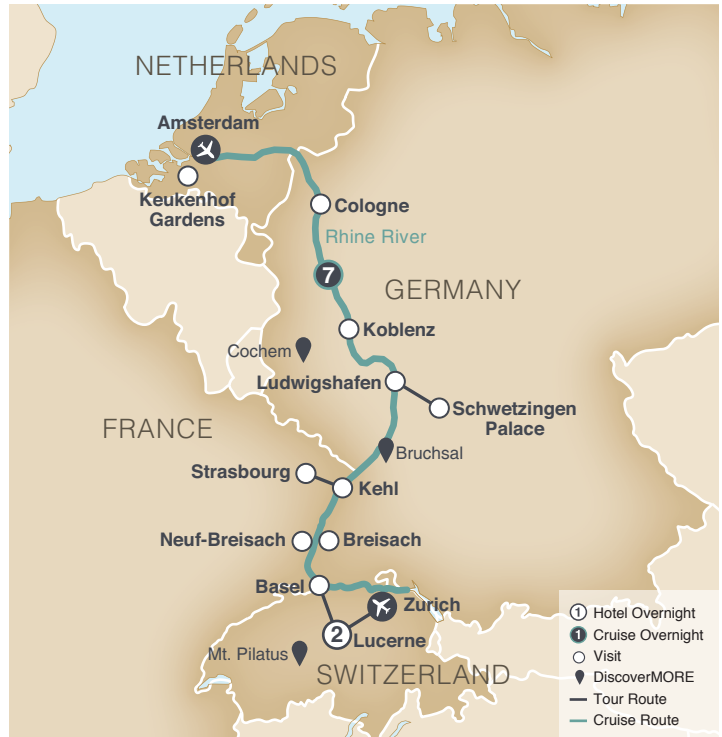 NETHERLANDS
Amsterdam
Keukenhof
Gardens
Cologne
Rhine River
7
GERMANY
Koblenz
Cochem
Ludwigshafen
Schwetzingen
Palace
FRANCE
Bruchsal
Strasbourg
Kehl
Neuf-Breisach
Breisach
Basel
Zurich
2
Lucerne
Mt. Pilatus
SWITZERLAND
1 Hotel Overnight
1 Cruise Overnight
Visit
DiscoverMORE
Tour Route
Cruise Route